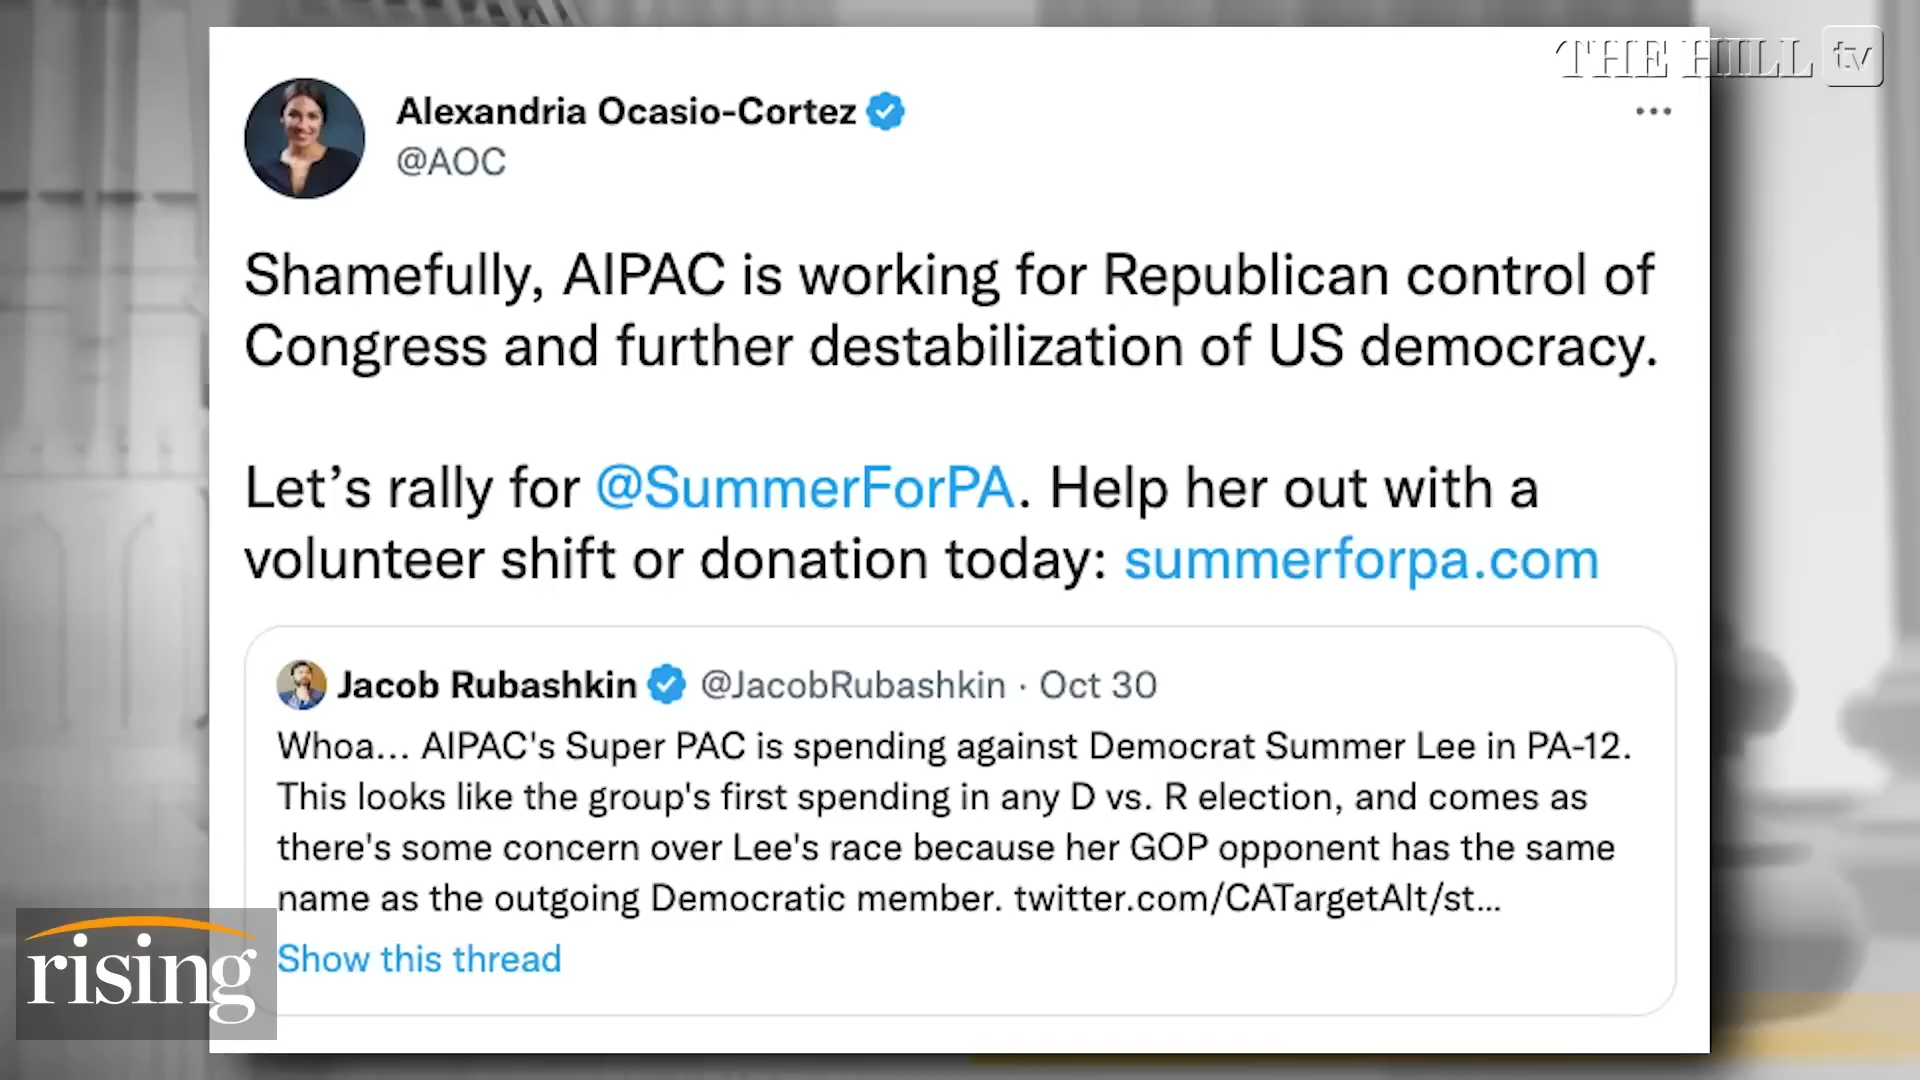 THE HILL tv
Alexandria Ocasio-Cortez
@AOC
Shamefully, AIPAC is working for Republican control of
Congress and further destabilization of US democracy.
Let’s rally for @SummerForPA. Help her out with a
volunteer shift or donation today: summerforpa.com
Jacob Rubashkin @JacobRubashkin · Oct 30
Whoa... AIPAC's Super PAC is spending against Democrat Summer Lee in PA-12.
This looks like the group's first spending in any D vs. R election, and comes as
there's some concern over Lee's race because her GOP opponent has the same
name as the outgoing Democratic member. twitter.com/CATargetAlt/st...
Show this thread
rising